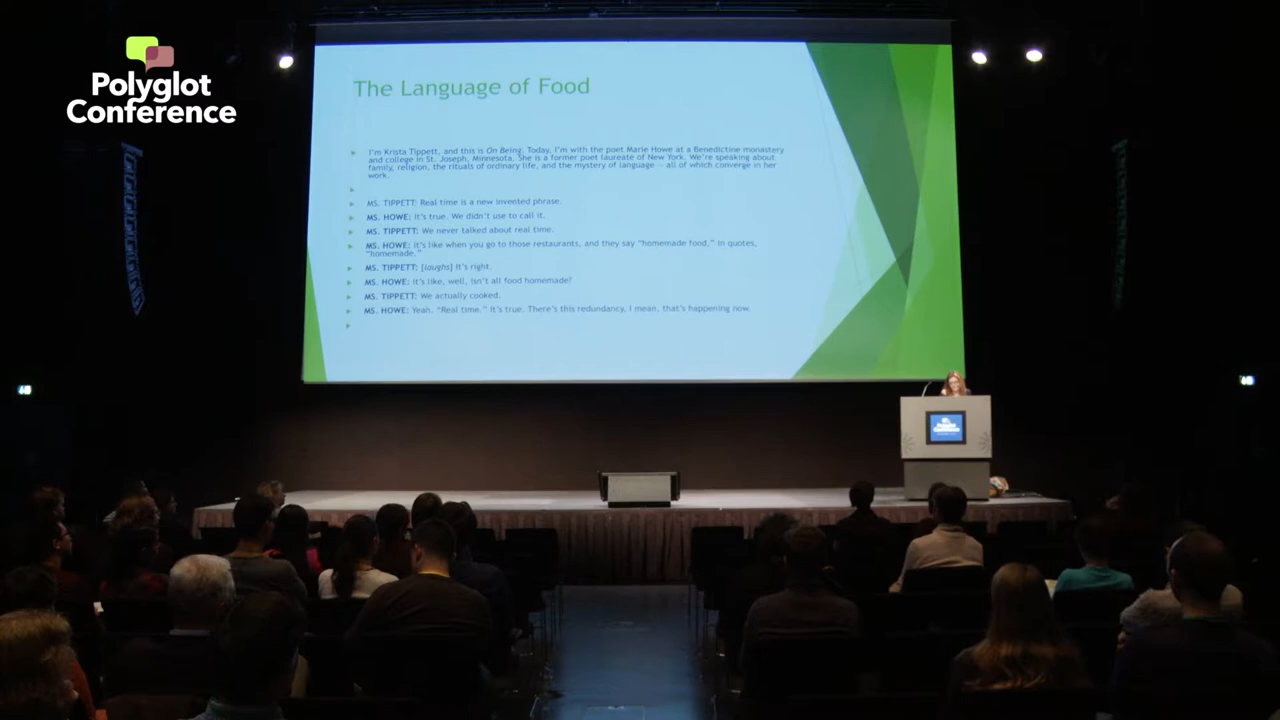 Polyglot
Conference
The Language of Food
I'm Krista Tippett, and this is On Being. Today, I'm with the poet Marie Howe at a Benedictine monastery
and college in St. Joseph, Minnesota. She is a former poet laureate of New York. We're speaking about
family, religion, the rituals of ordinary life, and the mystery of language — all of which converge in her
work.
MS. TIPPETT: Real time is a new invented phrase.
MS. HOWE: It's true. We didn't use to call it.
MS. TIPPETT: We never talked about real time.
MS. HOWE: It's like when you go to those restaurants, and they say "homemade food," in quotes,
"homemade."
MS. TIPPETT: [laughs] It's right.
MS. HOWE: It's like, well, isn't all food homemade?
MS. TIPPETT: We actually cooked.
MS. HOWE: Yeah. "Real time." It's true. There's this redundancy, I mean, that's happening now.
Polyglot
Conference